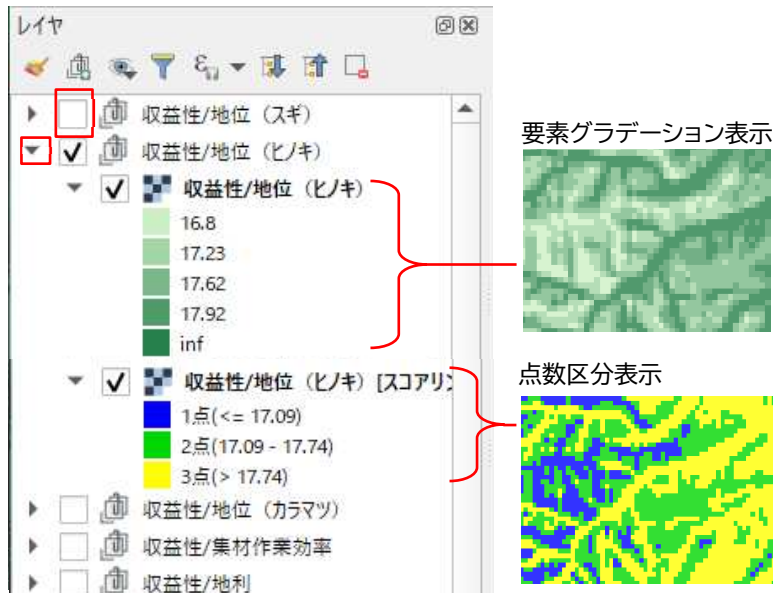 レイヤ
収益性/地位（スギ）
収益性/地位（ヒノキ）
収益性/地位（ヒノキ）
16.8
17.23
17.62
17.92
inf
収益性/地位（ヒノキ）[スコアリン
1点(<= 17.09)
2点(17.09 - 17.74)
3点(> 17.74)
収益性/地位（カラマツ）
収益性/集材作業効率
収益性/地利
要素グラデーション表示
点数区分表示